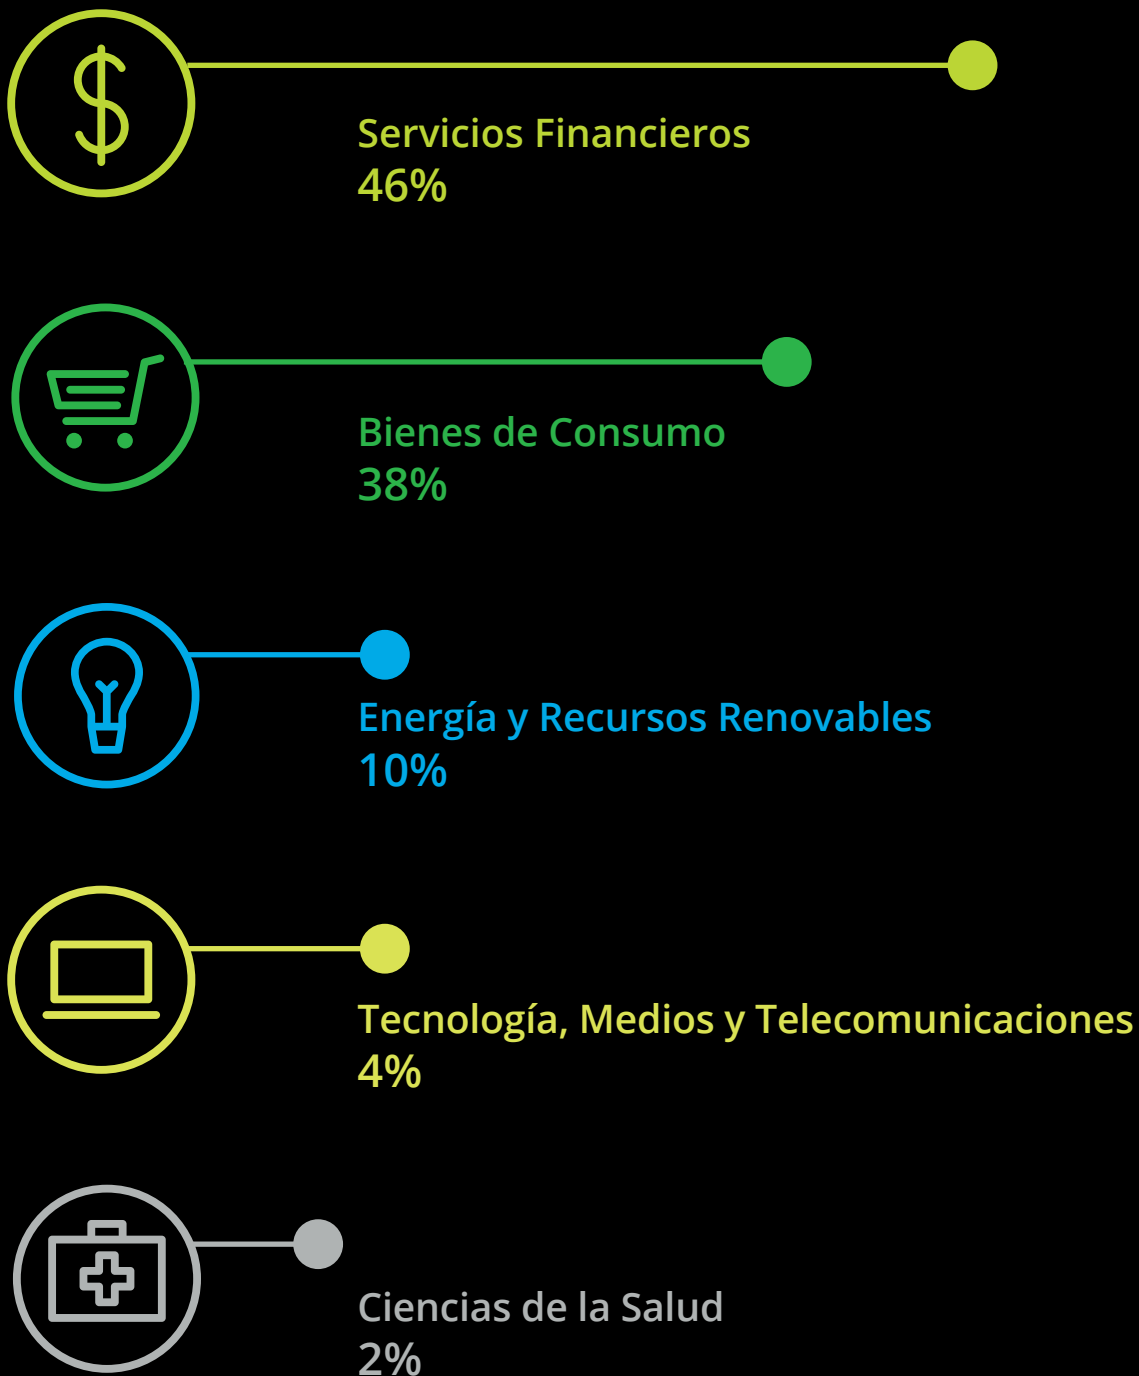 Servicios Financieros
46%
Bienes de Consumo
38%
Energía y Recursos Renovables
10%
Tecnología, Medios y Telecomunicaciones
4%
Ciencias de la Salud
2%